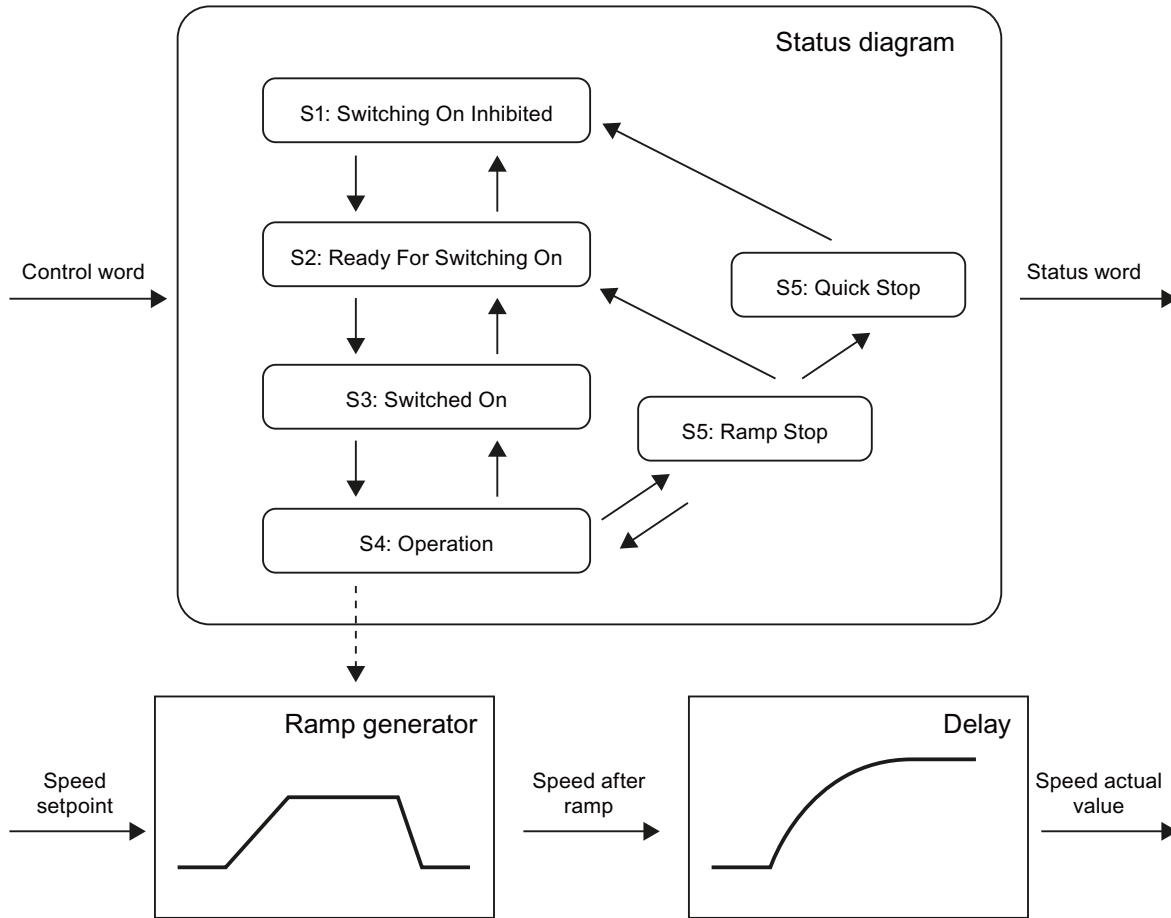 Status diagram
S1: Switching On Inhibited
S2: Ready For Switching On
Control word
S5: Quick Stop
Status word
S3: Switched On
S5: Ramp Stop
S4: Operation
Ramp generator
Delay
Speed
setpoint
Speed after
ramp
Speed actual
value